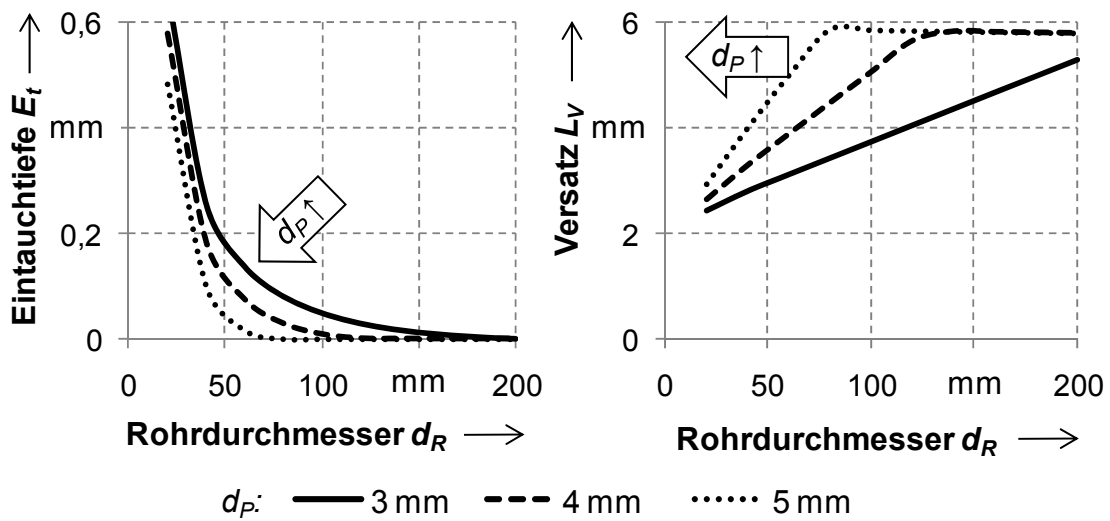 Eintauchtiefe Eₜ ⟶
0,6
mm
0,2
0
0
50
100
mm
200
Rohrdurchmesser d_R ⟶
d_P ↑
Versatz L_V ⟶
6
mm
2
0
0
50
100
mm
200
Rohrdurchmesser d_R ⟶
d_P ↑
d_P: 3 mm 4 mm 5 mm